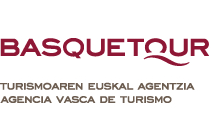 BASQUETOUR
TURISMOAREN EUSKAL AGENTZIA
AGENCIA VASCA DE TURISMO